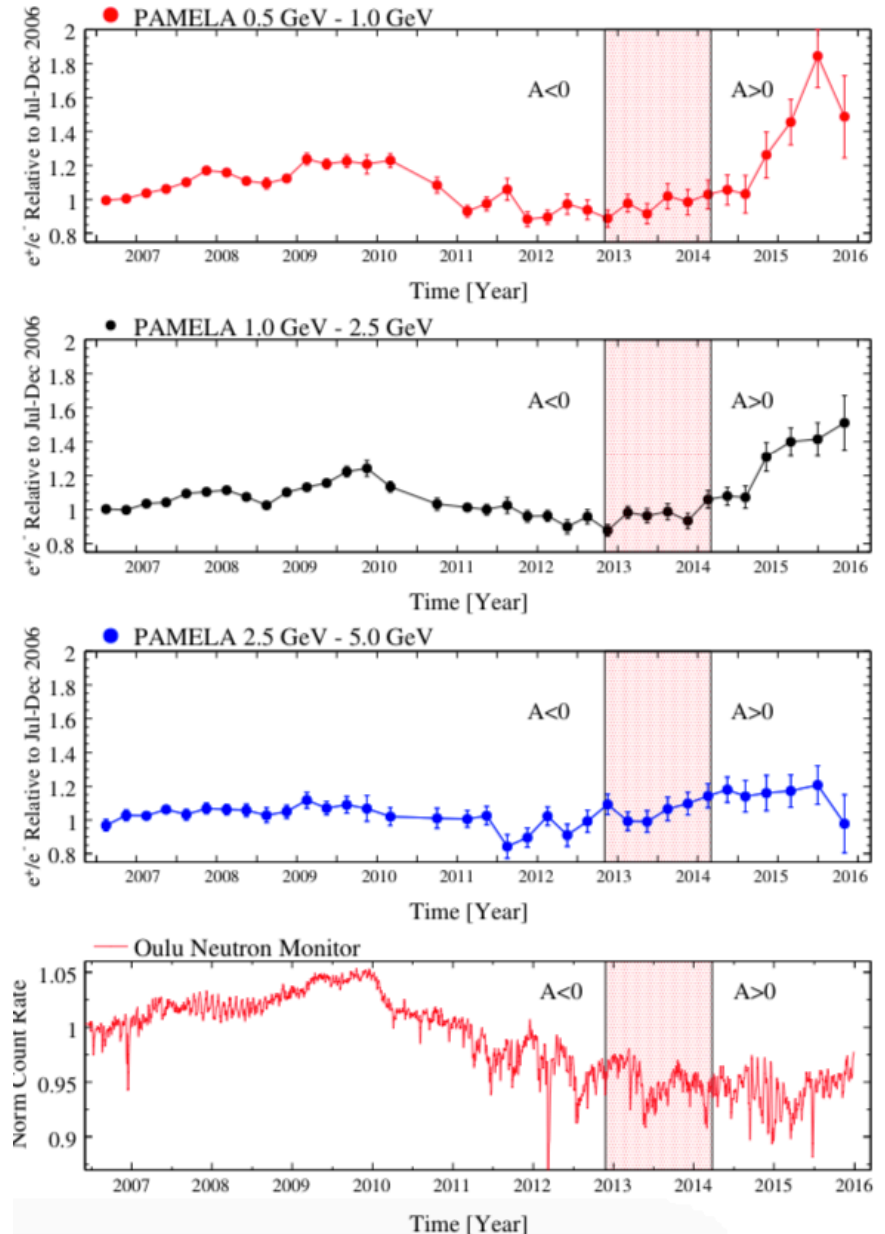 PAMELA 0.5 GeV - 1.0 GeV
e⁺/e⁻ Relative to Jul-Dec 2006
2
1.8
1.6
1.4
1.2
1
0.8
A<0
A>0
2007 2008 2009 2010 2011 2012 2013 2014 2015 2016
Time [Year]
PAMELA 1.0 GeV - 2.5 GeV
e⁺/e⁻ Relative to Jul-Dec 2006
2
1.8
1.6
1.4
1.2
1
0.8
A<0
A>0
2007 2008 2009 2010 2011 2012 2013 2014 2015 2016
Time [Year]
PAMELA 2.5 GeV - 5.0 GeV
e⁺/e⁻ Relative to Jul-Dec 2006
2
1.8
1.6
1.4
1.2
1
0.8
A<0
A>0
2007 2008 2009 2010 2011 2012 2013 2014 2015 2016
Time [Year]
Oulu Neutron Monitor
Norm Count Rate
1.05
1
0.95
0.9
A<0
A>0
2007 2008 2009 2010 2011 2012 2013 2014 2015 2016
Time [Year]